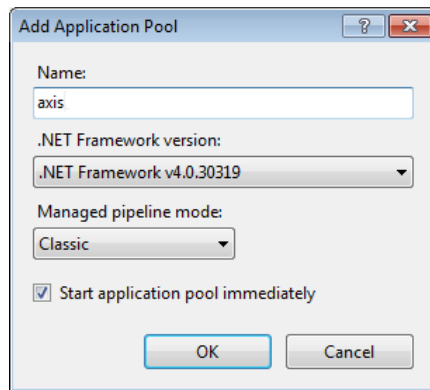 Add Application Pool
Name:
axis
.NET Framework version:
.NET Framework v4.0.30319
Managed pipeline mode:
Classic
Start application pool immediately
OK Cancel